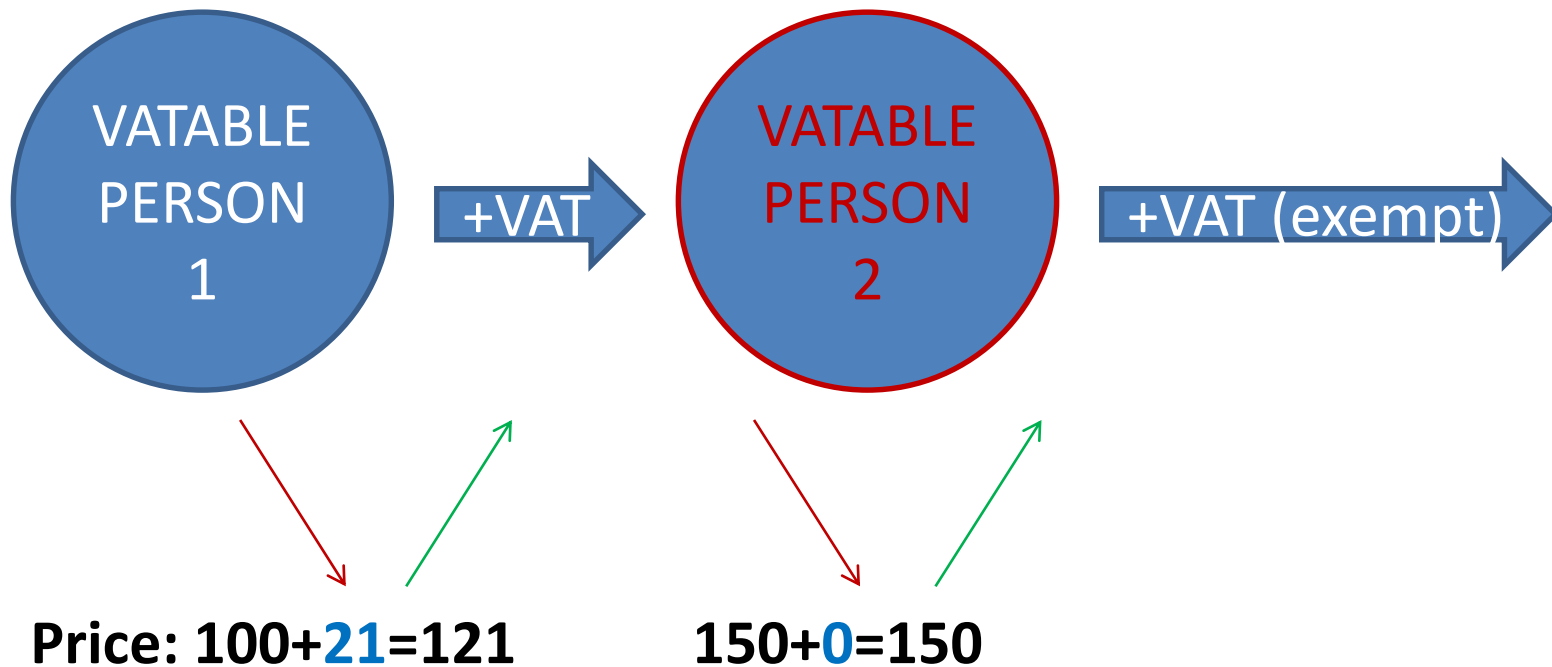 VATABLE
PERSON
1
+VAT
VATABLE
PERSON
2
+VAT (exempt)
Price: 100+21=121
150+0=150